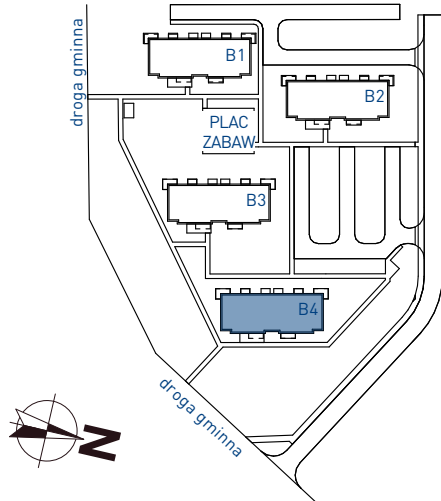 droga gminna
B1
B2
PLAC
ZABAW
B3
B4
droga gminna
N